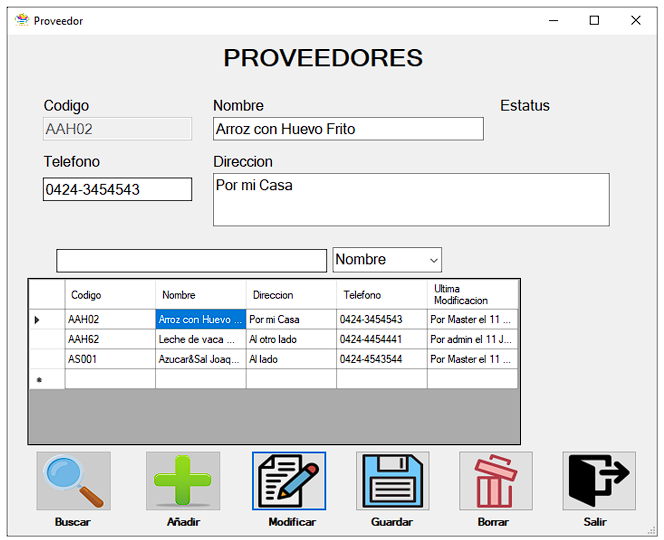 Proveedor
PROVEEDORES
Codigo Nombre Estatus
AAH02 Arroz con Huevo Frito
Telefono Direccion
0424-3454543 Por mi Casa
Nombre
Codigo Nombre Direccion Telefono Ultima
Modificacion
AAH02 Arroz con Huevo ... Por mi Casa 0424-3454543 Por Master el 11 ...
AAH62 Leche de vaca ... Al otro lado 0424-4454441 Por admin el 11 J...
AS001 Azucar&Sal Joaq... Al lado 0424-4543544 Por Master el 11 ...
Buscar Añadir Modificar Guardar Borrar Salir